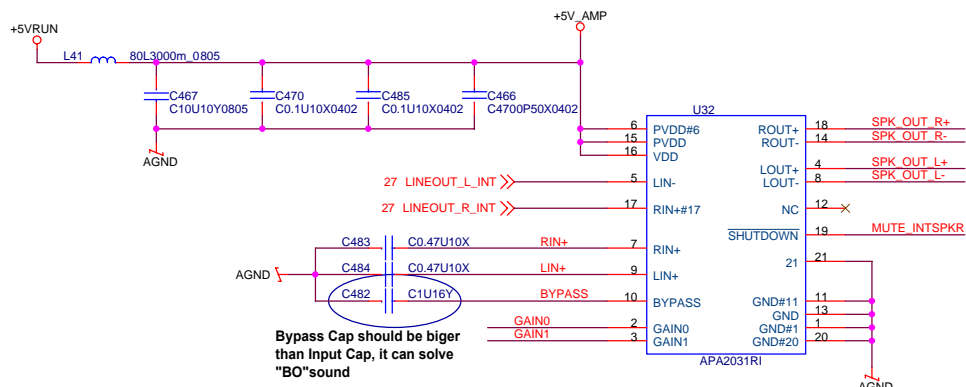 +5VRUN
+5V_AMP
L41 80L3000m_0805
C467
C10U10Y0805
C470
C0.1U10X0402
C485
C0.1U10X0402
C466
C4700P50X0402
AGND
U32
6 PVDD#6
15 PVDD
16 VDD
5 LIN-
17 RIN+#17
7 RIN+
9 LIN+
10 BYPASS
2 GAIN0
3 GAIN1
ROUT+ 18 SPK_OUT_R+
ROUT- 14 SPK_OUT_R-
LOUT+ 4 SPK_OUT_L+
LOUT- 8 SPK_OUT_L-
NC 12
SHUTDOWN 19 MUTE_INTSPKR
21 21
GND#11 11
GND 13
GND#1 1
GND#20 20
APA2031RI
AGND
27 LINEOUT_L_INT
27 LINEOUT_R_INT
C483 C0.47U10X RIN+
AGND
C484 C0.47U10X LIN+
C482 C1U16Y BYPASS
GAIN0
GAIN1
Bypass Cap should be biger
than Input Cap, it can solve
"BO"sound